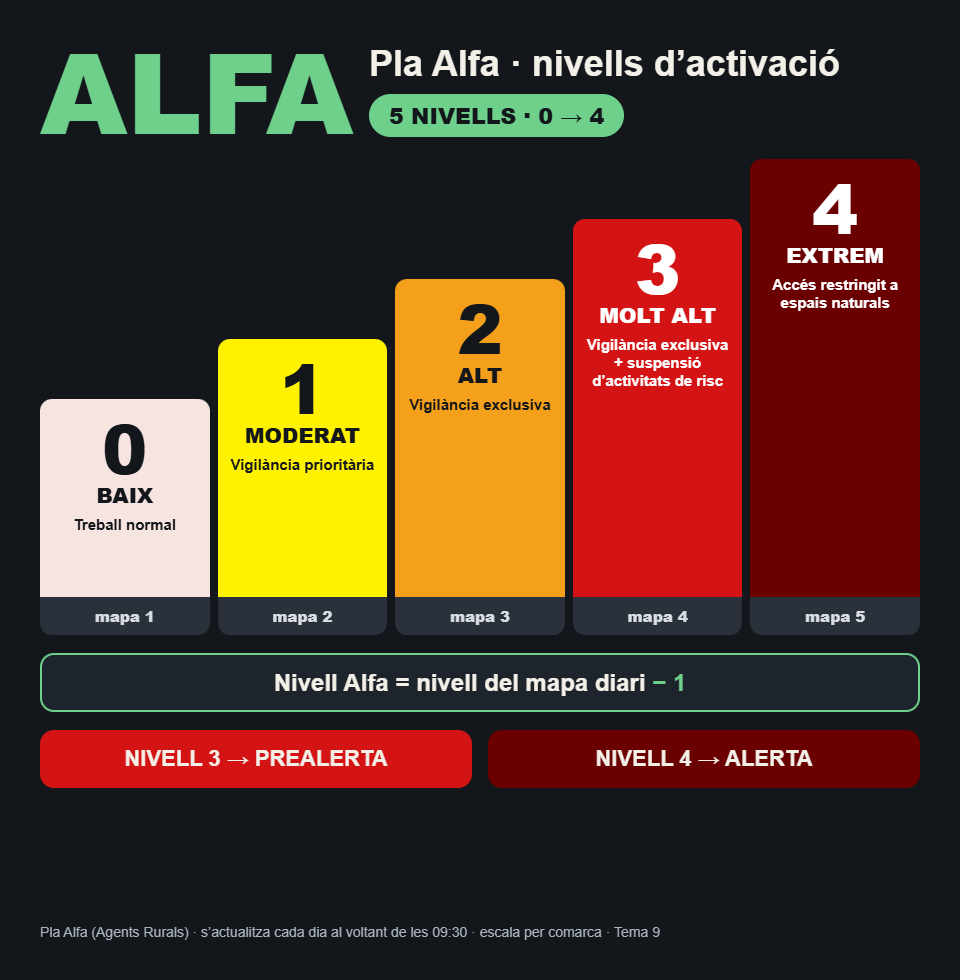 ALFA
Pla Alfa · nivells d’activació
5 NIVELLS · 0 → 4
0
BAIX
Treball normal
mapa 1
1
MODERAT
Vigilància prioritària
mapa 2
2
ALT
Vigilància exclusiva
mapa 3
3
MOLT ALT
Vigilància exclusiva
+ suspensió
d’activitats de risc
mapa 4
4
EXTREM
Accés restringit a
espais naturals
mapa 5
Nivell Alfa = nivell del mapa diari − 1
NIVELL 3 → PREALERTA
NIVELL 4 → ALERTA
Pla Alfa (Agents Rurals) · s’actualitza cada dia al voltant de les 09:30 · escala per comarca · Tema 9